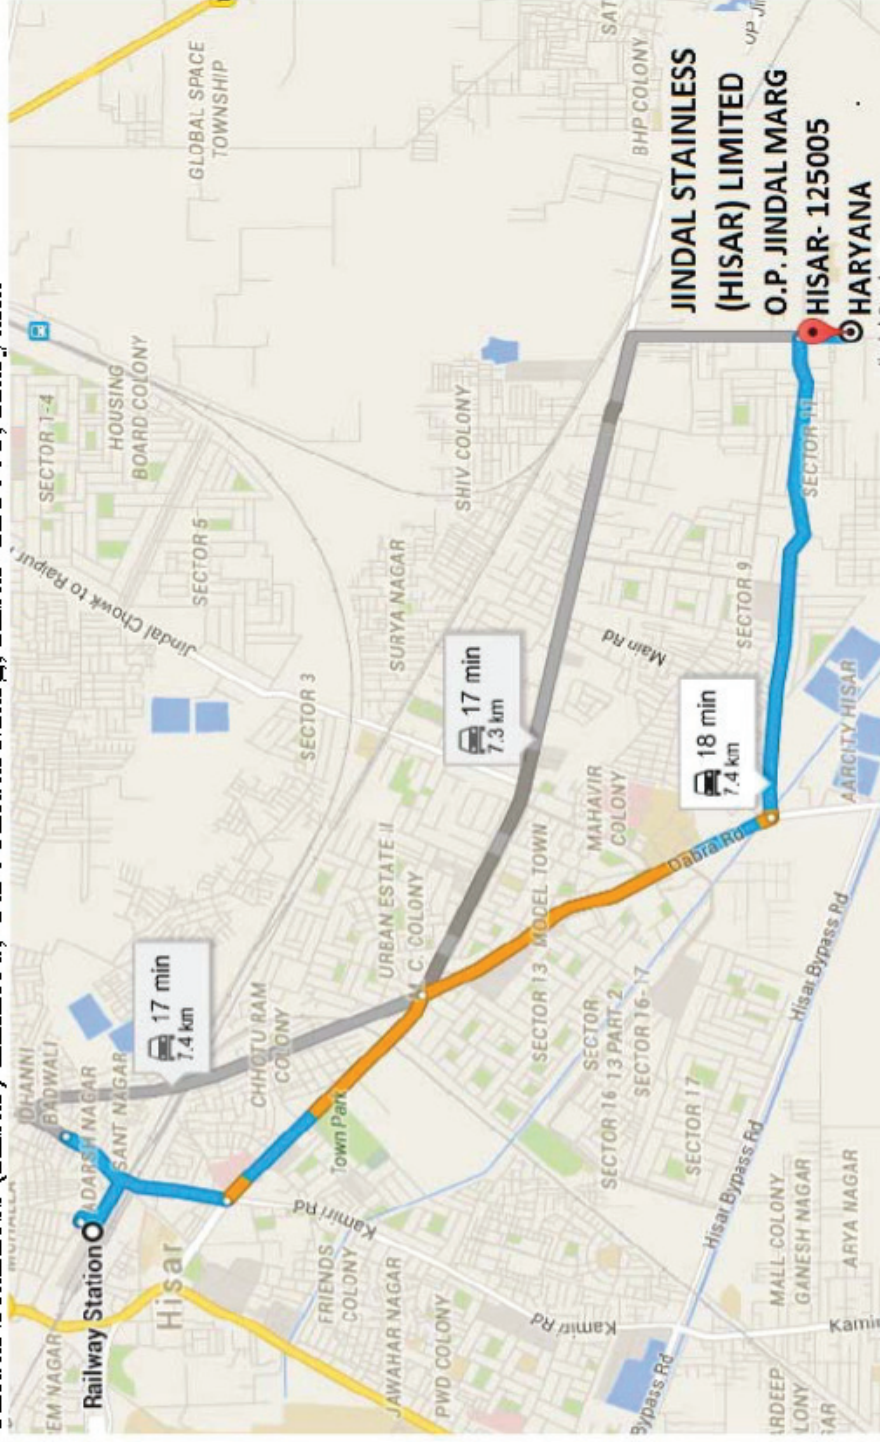 GLOBAL SPACE
TOWNSHIP
BHP COLONY
SECTOR 1-4
HOUSING
BOARD COLONY
SECTOR 5
Jindal Chowk to Raipur
SHIV COLONY
SURYA NAGAR
SECTOR 3
JINDAL STAINLESS
(HISAR) LIMITED
O.P. JINDAL MARG
HISAR- 125005
HARYANA
SECTOR 11
SECTOR 9
Main Rd
17 min
7.3 km
18 min
7.4 km
AARCITY HISAR
MAHAVIR
COLONY
Dabra Rd
URBAN ESTATE II
C. COLONY
MODEL TOWN
SECTOR 13
17 min
7.4 km
CHHOTU RAM
COLONY
DHANNI
BADWALI
ADARSH NAGAR
SANT NAGAR
Railway Station
Hisar
Town Park
SECTOR
13 PART-2
SECTOR 16
SECTOR 16-17
SECTOR 17
Hisar Bypass Rd
Hisar Bypass Rd
Bypass Rd
Kamiri Rd
Kamiri Rd
Kamiri
FRIENDS
COLONY
JAWAHAR NAGAR
PWD COLONY
MALL COLONY
GANESH NAGAR
ARYA NAGAR